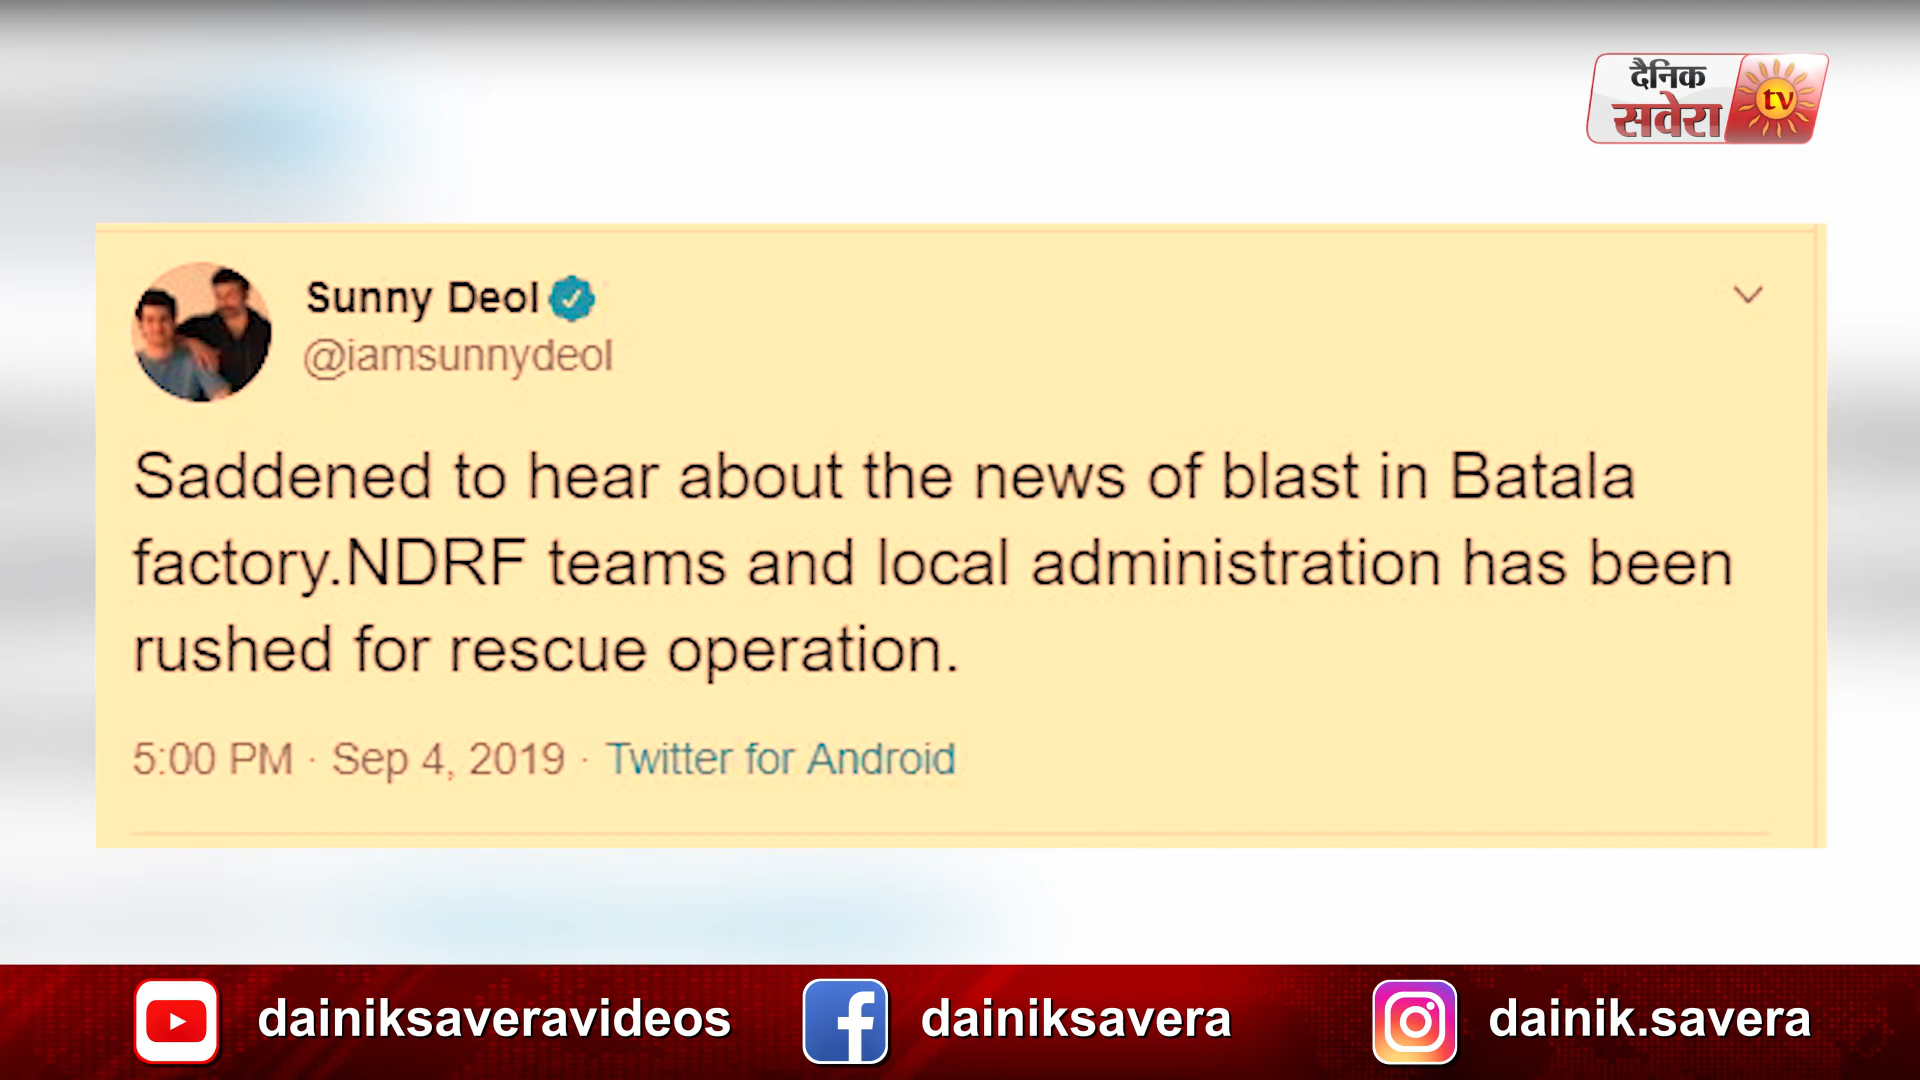 दैनिक
सवेरा
tv
Sunny Deol
@iamsunnydeol
Saddened to hear about the news of blast in Batala
factory.NDRF teams and local administration has been
rushed for rescue operation.
5:00 PM · Sep 4, 2019 · Twitter for Android
dainiksaveravideos
dainiksavera
dainik.savera